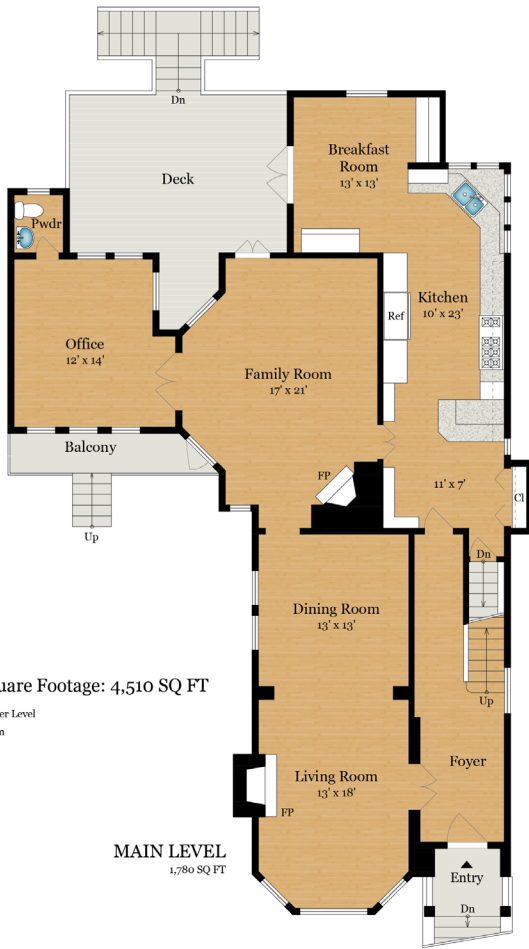 Dn
Deck
Breakfast
Room
13' x 13'
Pwdr
Kitchen
10' x 23'
Ref
Office
12' x 14'
Family Room
17' x 21'
Balcony
FP
11' x 7'
Cl
Up
Dn
Dining Room
13' x 13'
uare Footage: 4,510 SQ FT
er Level
Up
Foyer
Living Room
13' x 18'
FP
MAIN LEVEL
1,780 SQ FT
Entry
Dn